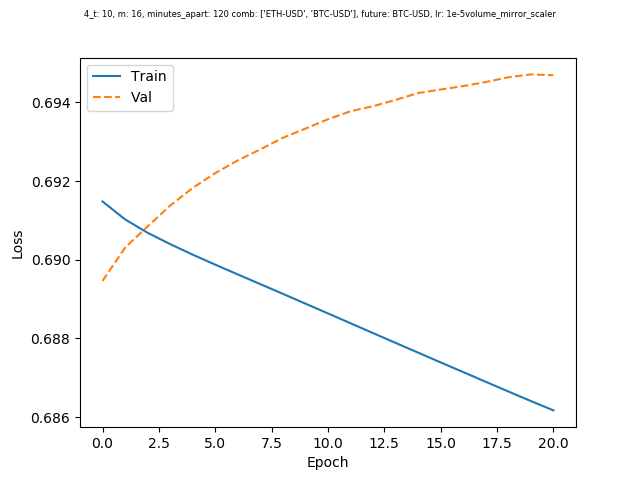 4_t: 10, m: 16, minutes_apart: 120 comb: ['ETH-USD', 'BTC-USD'], future: BTC-USD, lr: 1e-5volume_mirror_scaler
Train
Val
0.694
0.692
0.690
0.688
0.686
Loss
0.0 2.5 5.0 7.5 10.0 12.5 15.0 17.5 20.0
Epoch